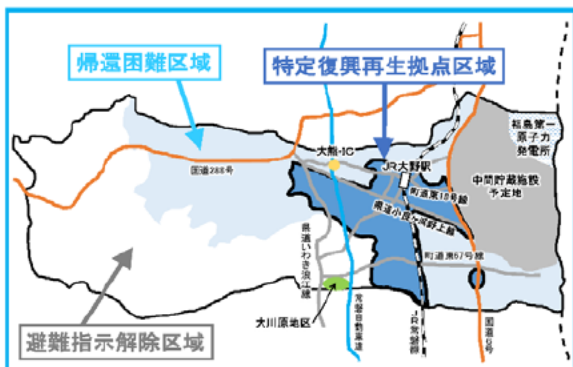 帰還困難区域
特定復興再生拠点区域
大熊・IC
JR大野駅
福島第一
原子力
発電所
国道288号
中間貯蔵施設
予定地
町道東18号線
県道小良ヶ浜野上線
県道いわき浪江線
町道東67号線
大川原地区
常磐自動車道
JR常磐線
国道6号
避難指示解除区域